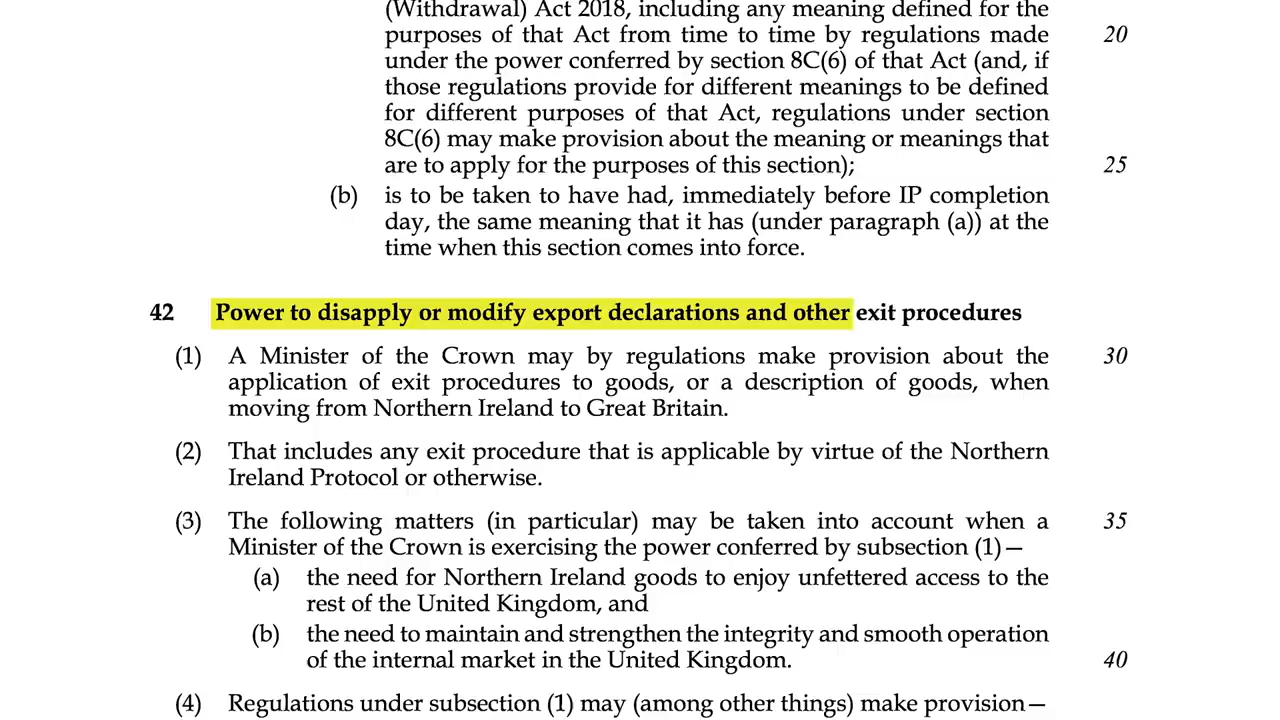 (Withdrawal) Act 2018, including any meaning defined for the
purposes of that Act from time to time by regulations made 20
under the power conferred by section 8C(6) of that Act (and, if
those regulations provide for different meanings to be defined
for different purposes of that Act, regulations under section
8C(6) may make provision about the meaning or meanings that
are to apply for the purposes of this section); 25
(b) is to be taken to have had, immediately before IP completion
day, the same meaning that it has (under paragraph (a)) at the
time when this section comes into force.
42 Power to disapply or modify export declarations and other exit procedures
(1) A Minister of the Crown may by regulations make provision about the 30
application of exit procedures to goods, or a description of goods, when
moving from Northern Ireland to Great Britain.
(2) That includes any exit procedure that is applicable by virtue of the Northern
Ireland Protocol or otherwise.
(3) The following matters (in particular) may be taken into account when a 35
Minister of the Crown is exercising the power conferred by subsection (1)—
(a) the need for Northern Ireland goods to enjoy unfettered access to the
rest of the United Kingdom, and
(b) the need to maintain and strengthen the integrity and smooth operation
of the internal market in the United Kingdom. 40
(4) Regulations under subsection (1) may (among other things) make provision—